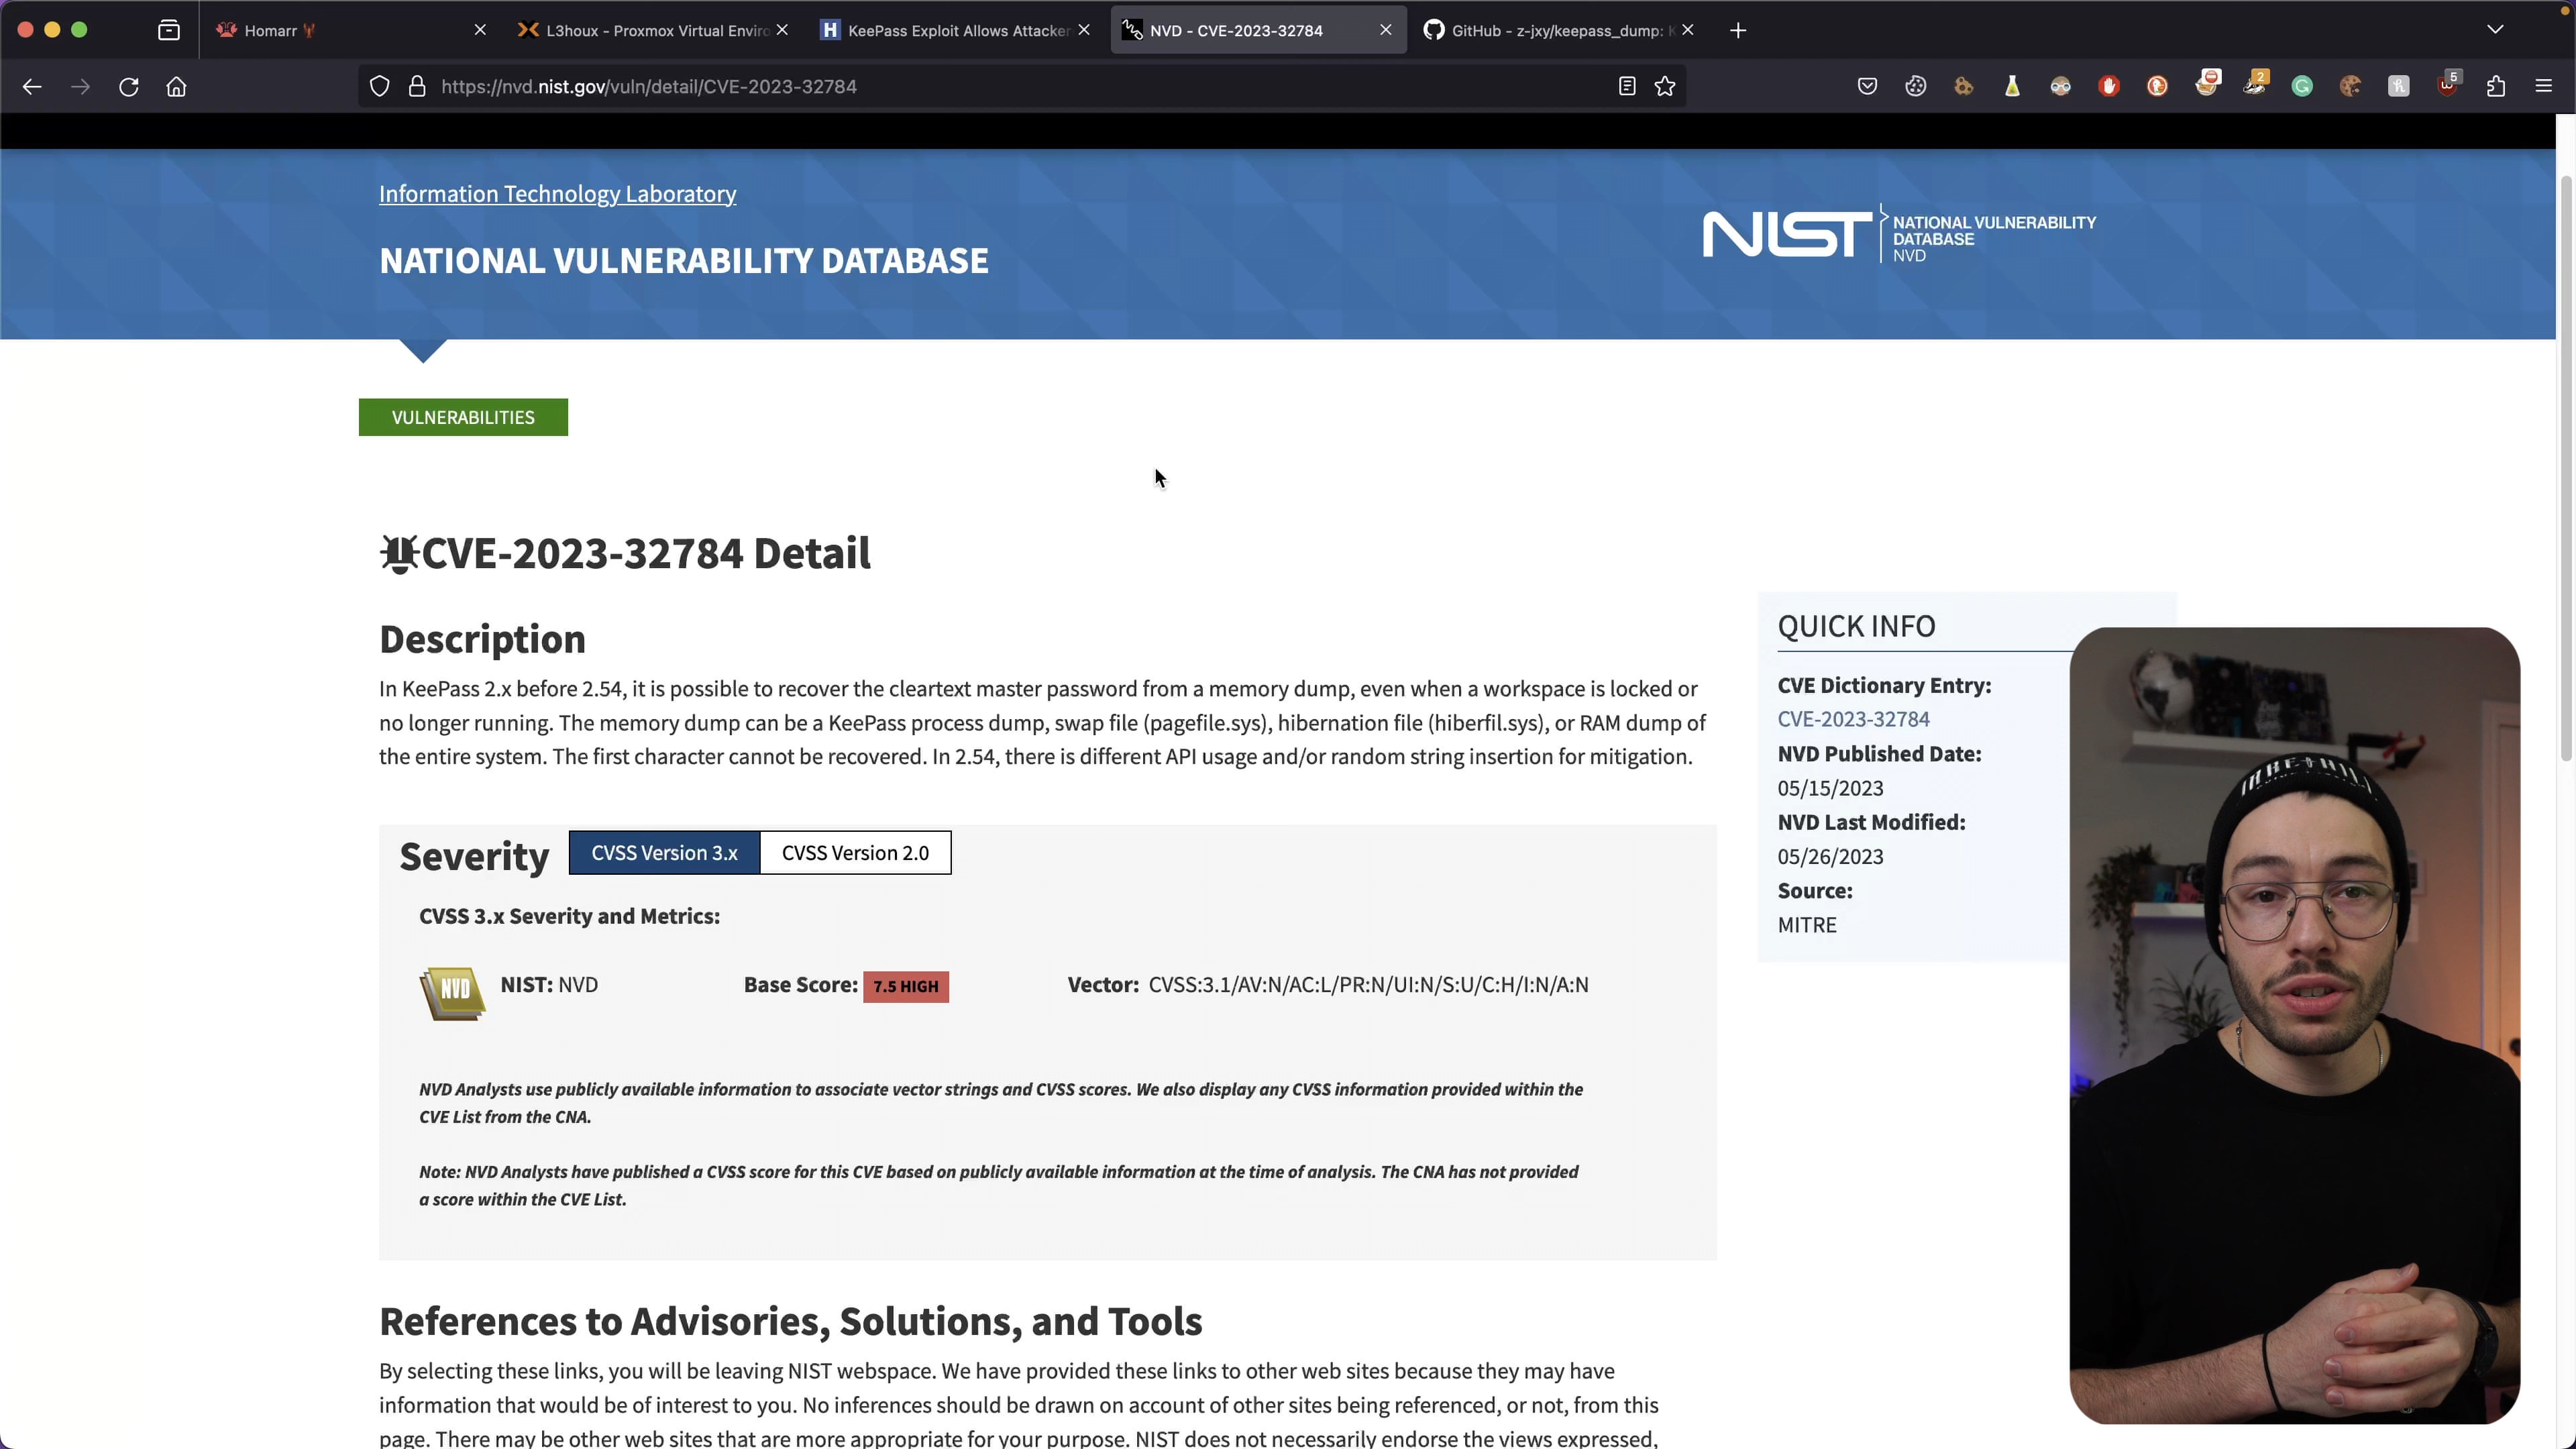 Homarr
L3houx - Proxmox Virtual Enviro
KeePass Exploit Allows Attacker
NVD - CVE-2023-32784
GitHub - z-jxy/keepass_dump: K
https://nvd.nist.gov/vuln/detail/CVE-2023-32784
2
5
Information Technology Laboratory
NATIONAL VULNERABILITY DATABASE
NIST
NATIONAL VULNERABILITY
DATABASE
NVD
VULNERABILITIES
CVE-2023-32784 Detail
Description
In KeePass 2.x before 2.54, it is possible to recover the cleartext master password from a memory dump, even when a workspace is locked or
no longer running. The memory dump can be a KeePass process dump, swap file (pagefile.sys), hibernation file (hiberfil.sys), or RAM dump of
the entire system. The first character cannot be recovered. In 2.54, there is different API usage and/or random string insertion for mitigation.
Severity
CVSS Version 3.x
CVSS Version 2.0
CVSS 3.x Severity and Metrics:
NVD
NIST: NVD
Base Score: 7.5 HIGH
Vector: CVSS:3.1/AV:N/AC:L/PR:N/UI:N/S:U/C:H/I:N/A:N
NVD Analysts use publicly available information to associate vector strings and CVSS scores. We also display any CVSS information provided within the
CVE List from the CNA.
Note: NVD Analysts have published a CVSS score for this CVE based on publicly available information at the time of analysis. The CNA has not provided
a score within the CVE List.
References to Advisories, Solutions, and Tools
By selecting these links, you will be leaving NIST webspace. We have provided these links to other web sites because they may have
information that would be of interest to you. No inferences should be drawn on account of other sites being referenced, or not, from this
page. There may be other web sites that are more appropriate for your purpose. NIST does not necessarily endorse the views expressed,
QUICK INFO
CVE Dictionary Entry:
CVE-2023-32784
NVD Published Date:
05/15/2023
NVD Last Modified:
05/26/2023
Source:
MITRE